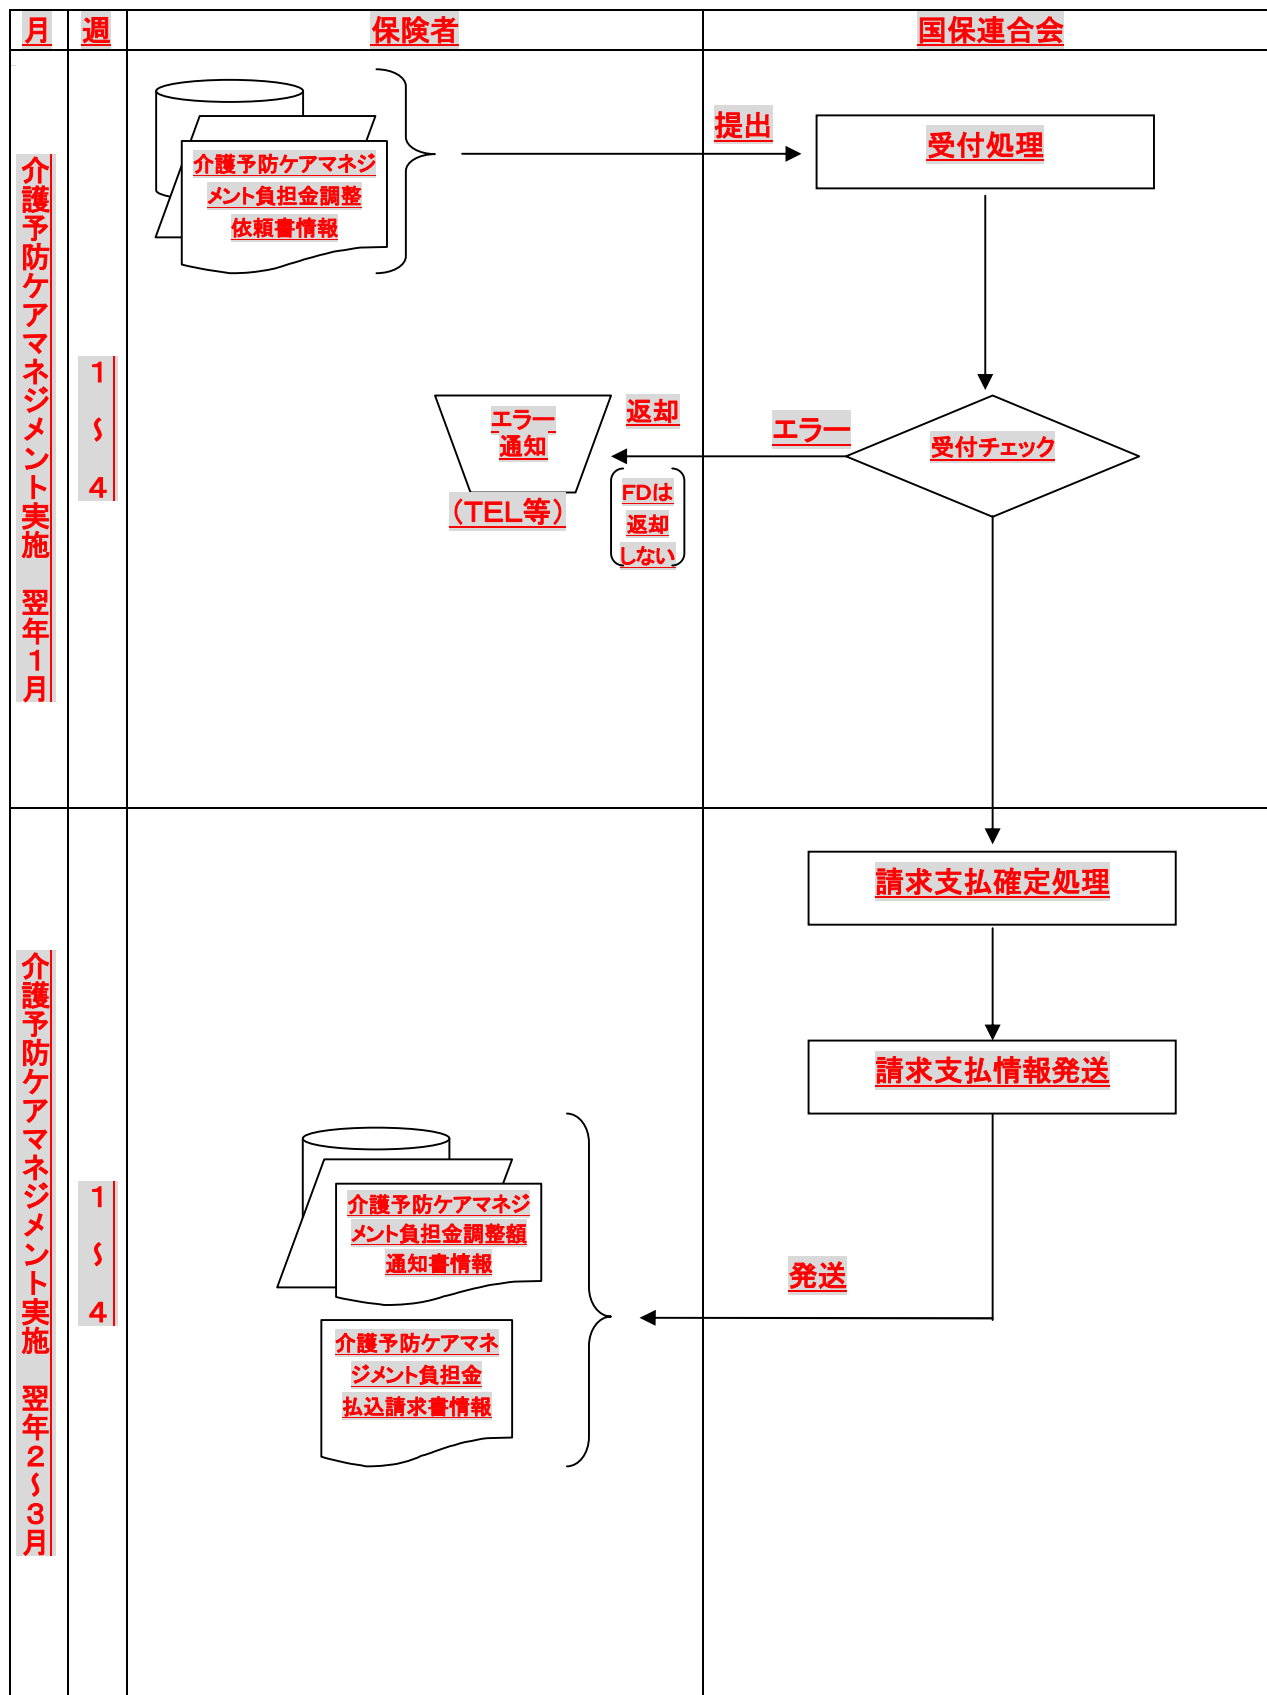 月
週
保険者
国保連合会
介護予防ケアマネジメント実施　翌年１月
１～４
介護予防ケアマネジ
メント負担金調整
依頼書情報
提出
受付処理
エラー
通知
（TEL等）
返却
FDは
返却
しない
エラー
受付チェック
介護予防ケアマネジメント実施　翌年２～３月
１～４
請求支払確定処理
請求支払情報発送
介護予防ケアマネジ
メント負担金調整額
通知書情報
介護予防ケアマネ
ジメント負担金
払込請求書情報
発送